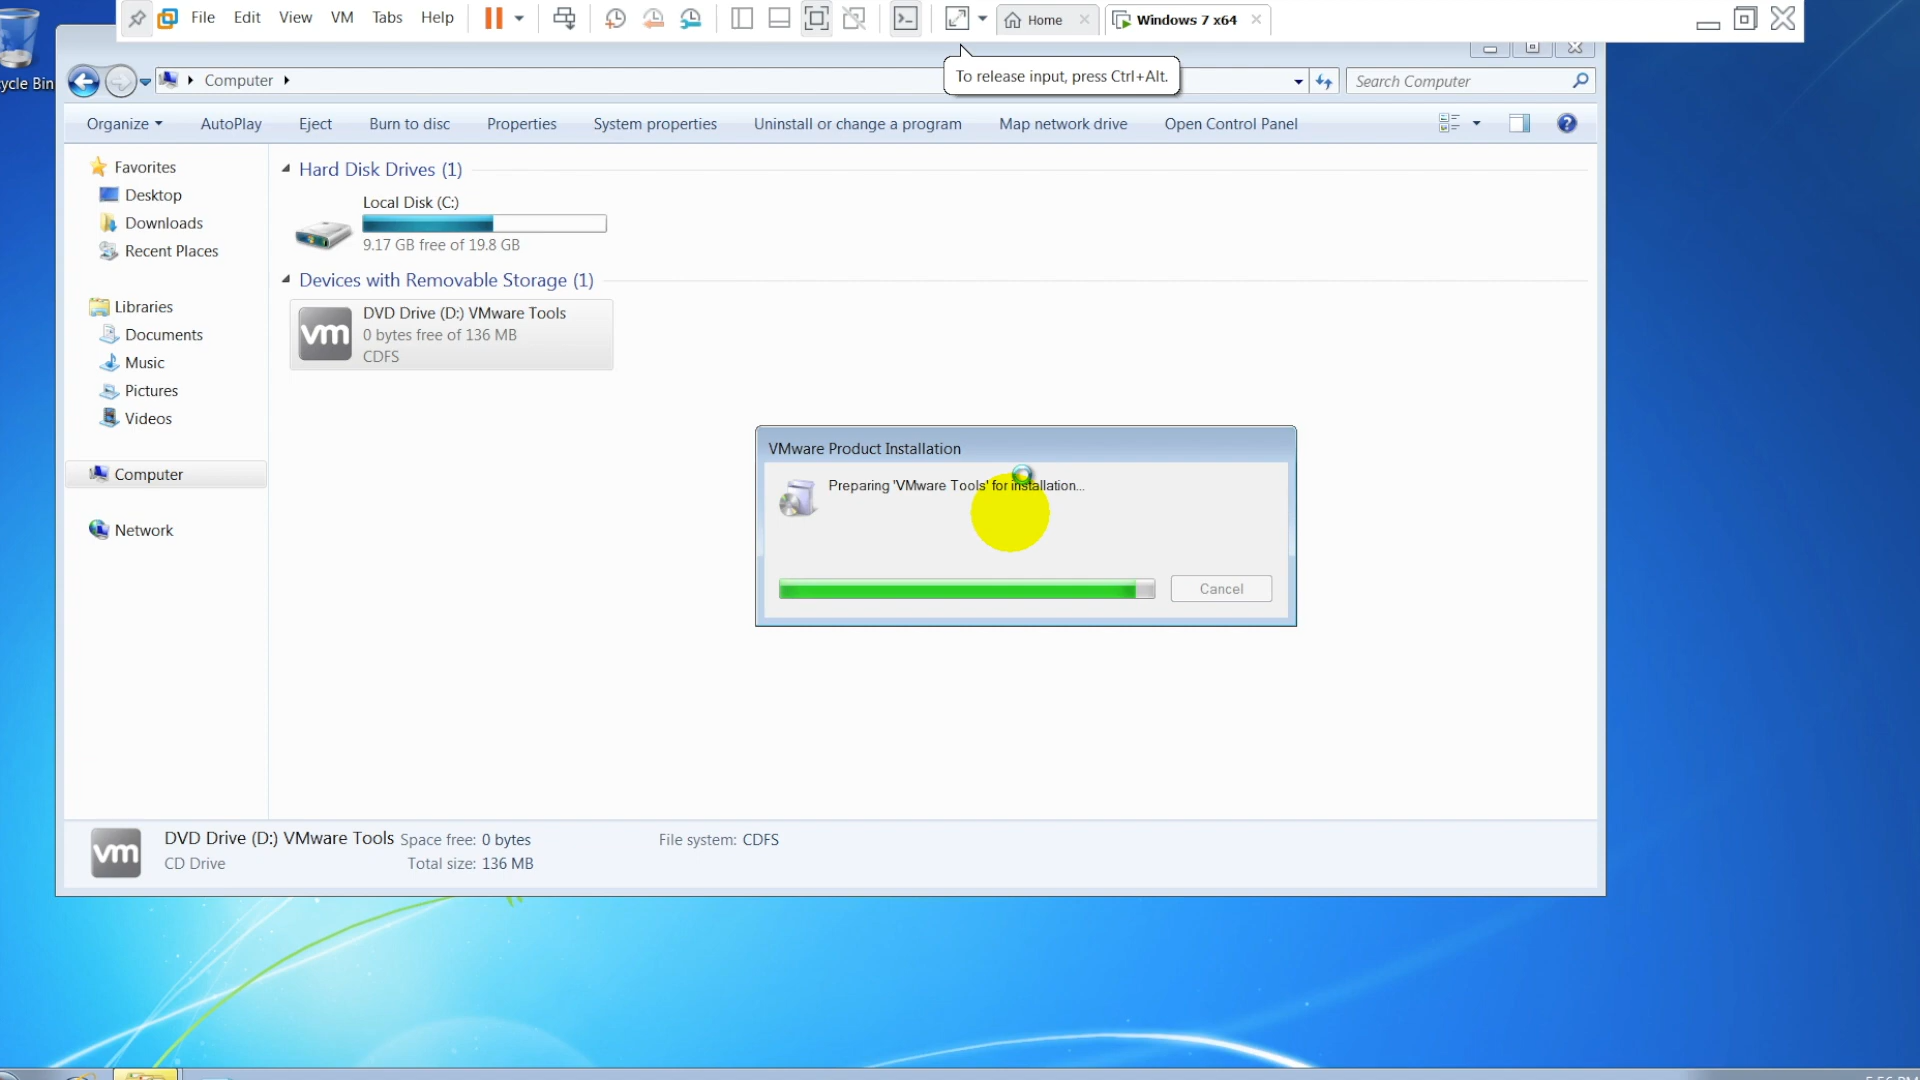 File Edit View VM Tabs Help
Home
Windows 7 x64
To release input, press Ctrl+Alt.
cycle Bin
Computer
Search Computer
Organize AutoPlay Eject Burn to disc Properties System properties Uninstall or change a program Map network drive Open Control Panel
Favorites
Desktop
Downloads
Recent Places
Libraries
Documents
Music
Pictures
Videos
Computer
Network
Hard Disk Drives (1)
Local Disk (C:)
9.17 GB free of 19.8 GB
Devices with Removable Storage (1)
vm
DVD Drive (D:) VMware Tools
0 bytes free of 136 MB
CDFS
VMware Product Installation
Preparing 'VMware Tools' for installation...
Cancel
vm
DVD Drive (D:) VMware Tools Space free: 0 bytes File system: CDFS
CD Drive Total size: 136 MB